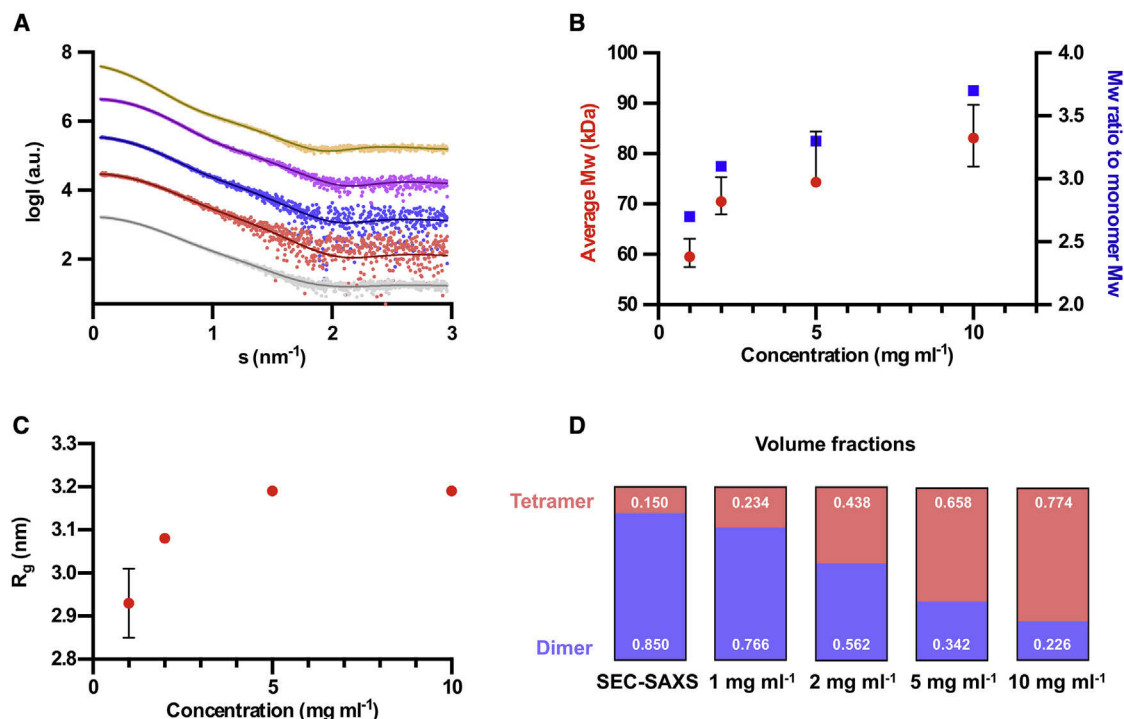 A
8
6
4
2
logI (a.u.)
0
1
2
3
s (nm⁻¹)
B
100
90
80
70
60
50
Average Mw (kDa)
4.0
3.5
3.0
2.5
2.0
Mw ratio to monomer Mw
0
5
10
Concentration (mg ml⁻¹)
C
3.3
3.2
3.1
3.0
2.9
2.8
Rg (nm)
0
5
10
Concentration (mg ml⁻¹)
D
Volume fractions
Tetramer
0.150
0.234
0.438
0.658
0.774
Dimer
0.850
0.766
0.562
0.342
0.226
SEC-SAXS
1 mg ml⁻¹
2 mg ml⁻¹
5 mg ml⁻¹
10 mg ml⁻¹